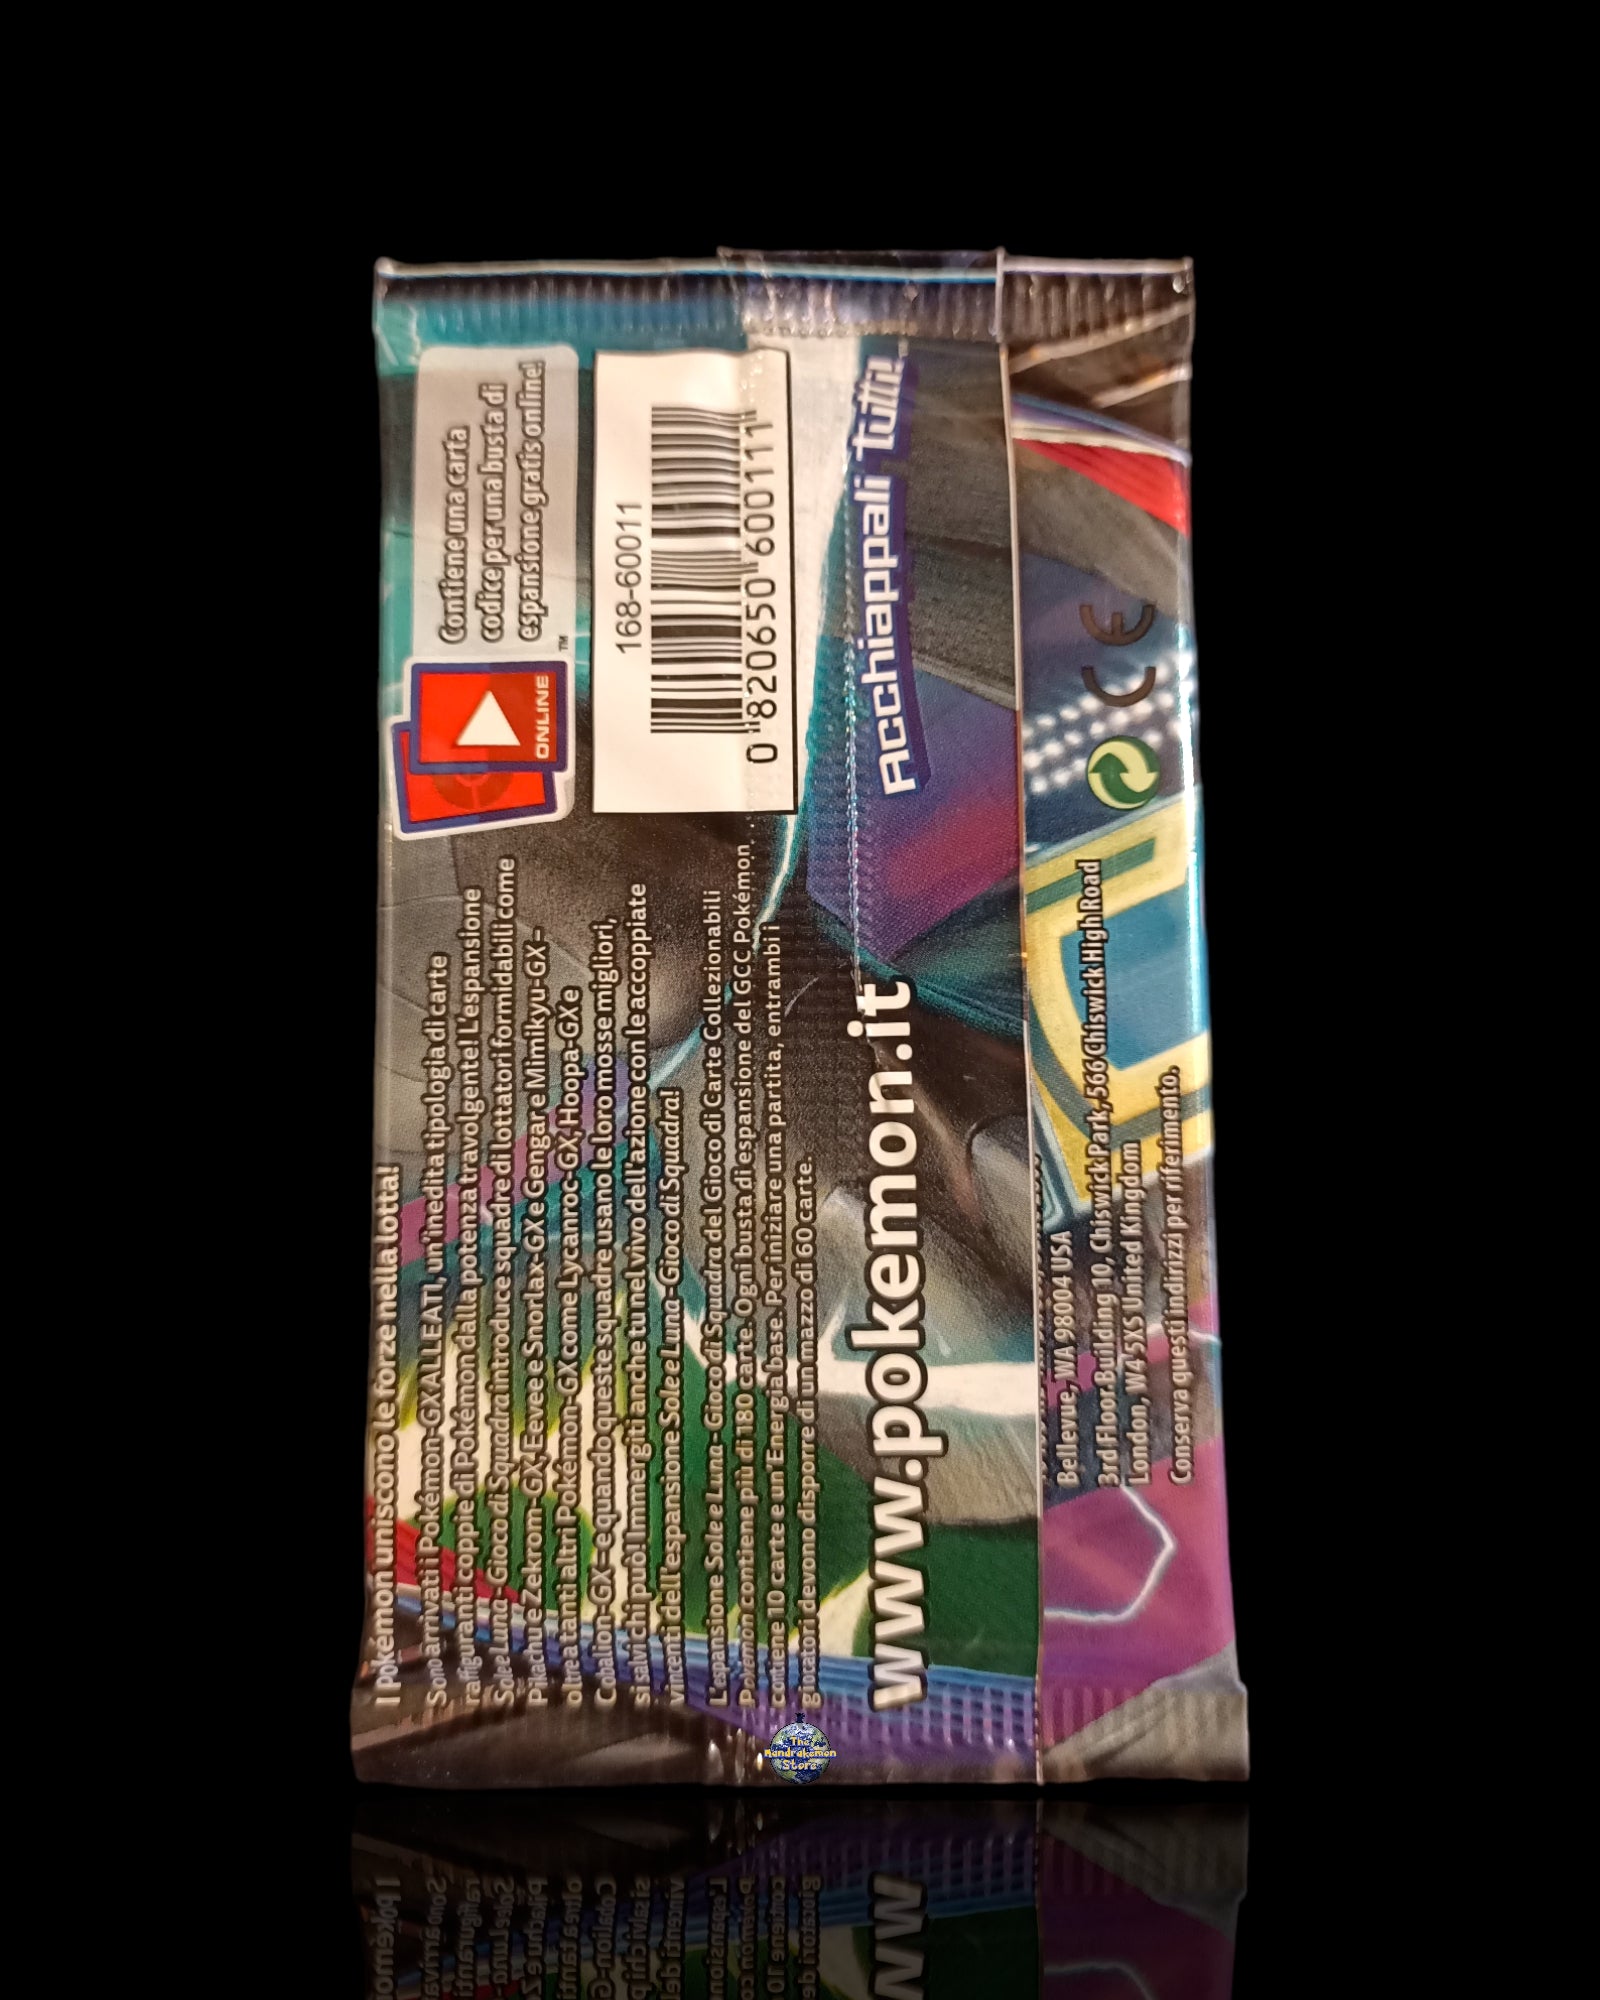 I Pokémon uniscono le forze nella lotta!
Sono arrivati i Pokémon-GX ALLEATI, un'inedita tipologia di carte
raffiguranti coppie di Pokémon dalla potenza travolgente! L'espansione
Sole e Luna - Gioco di Squadra introduce squadre di lottatori formidabili come
Pikachu e Zekrom-GX, Eevee e Snorlax-GX e Gengar e Mimikyu-GX –
oltre a tanti altri Pokémon-GX come Lycanroc-GX, Hoopa-GX e
Cobalion-GX – e quando queste squadre usano le loro mosse migliori,
si salvi chi può! Immergiti anche tu nel vivo dell'azione con le accoppiate
vincenti dell'espansione Sole e Luna - Gioco di Squadra!
L'espansione Sole e Luna - Gioco di Squadra del Gioco di Carte Collezionabili
Pokémon contiene più di 180 carte. Ogni busta di espansione del GCC Pokémon
contiene 10 carte e un'Energia base. Per iniziare una partita, entrambi i
giocatori devono disporre di un mazzo di 60 carte.
www.pokemon.it
ONLINE
TM
Contiene una carta
codice per una busta di
espansione gratis online!
168-60011
0 820650 600111
Acchiappali tutti!
Bellevue, WA 98004 USA
3rd Floor Building 10, Chiswick Park, 566 Chiswick High Road
London, W4 5XS United Kingdom
Conserva questi indirizzi per riferimento.
CE
The
Mandrakemon
Store